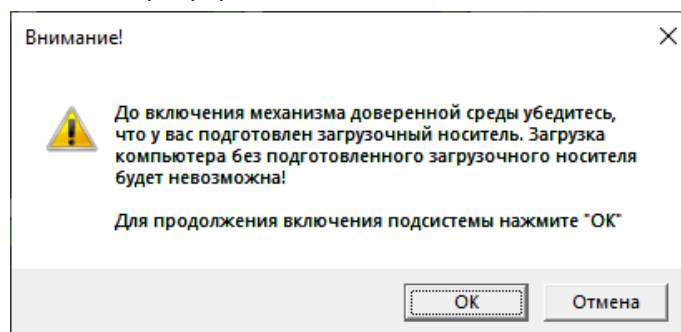 Внимание!
До включения механизма доверенной среды убедитесь,
что у вас подготовлен загрузочный носитель. Загрузка
компьютера без подготовленного загрузочного носителя
будет невозможна!
Для продолжения включения подсистемы нажмите "ОК"
ОК
Отмена